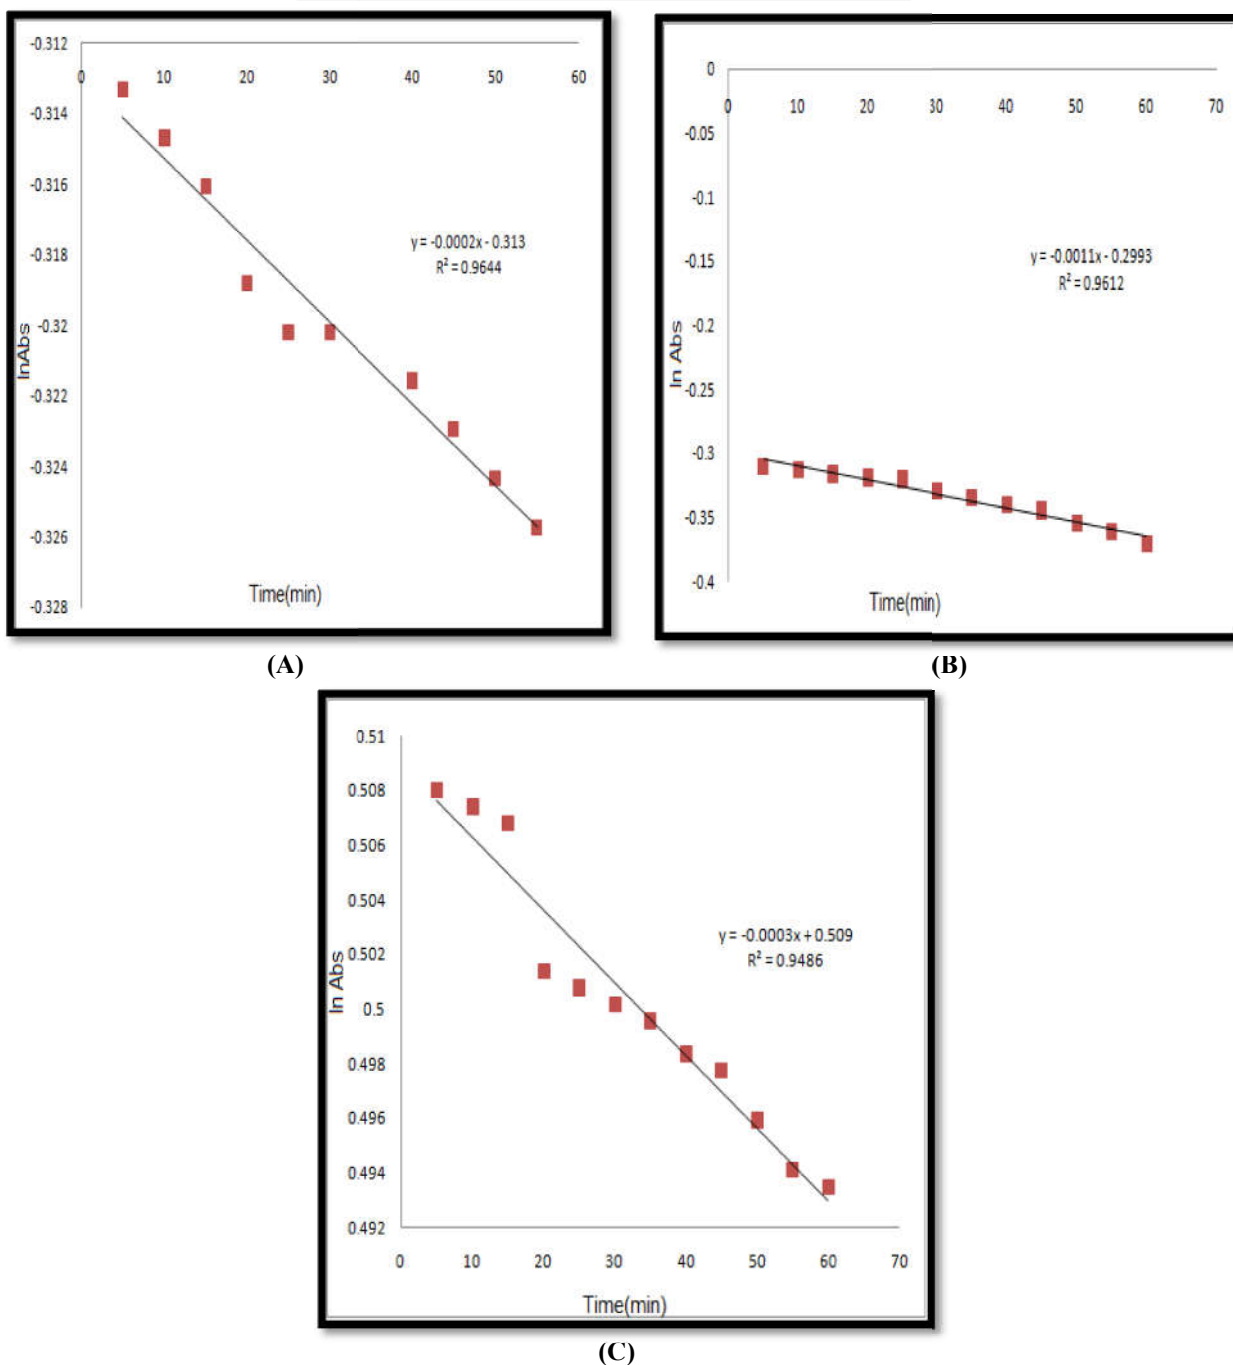 -0.312
0 10 20 30 40 50 60
-0.314
-0.316
-0.318
y = -0.0002x - 0.313
R² = 0.9644
-0.32
lnAbs
-0.322
-0.324
-0.326
Time(min)
-0.328
(A)
0
0 10 20 30 40 50 60 70
-0.05
-0.1
-0.15
y = -0.0011x - 0.2993
R² = 0.9612
-0.2
ln Abs
-0.25
-0.3
-0.35
-0.4
Time(min)
(B)
0.51
0.508
0.506
0.504
y = -0.0003x + 0.509
R² = 0.9486
0.502
ln Abs
0.5
0.498
0.496
0.494
0.492
0 10 20 30 40 50 60 70
Time(min)
(C)